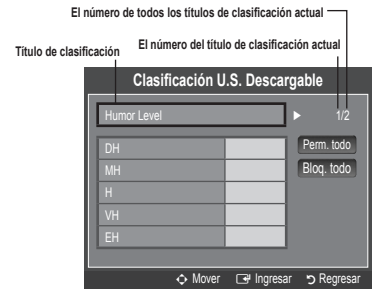 El número de todos los títulos de clasificación actual
Título de clasificación
El número del título de clasificación actual
Clasificación U.S. Descargable
Humor Level
1/2
DH
MH
H
VH
EH
Perm. todo
Bloq. todo
Mover
Ingresar
Regresar